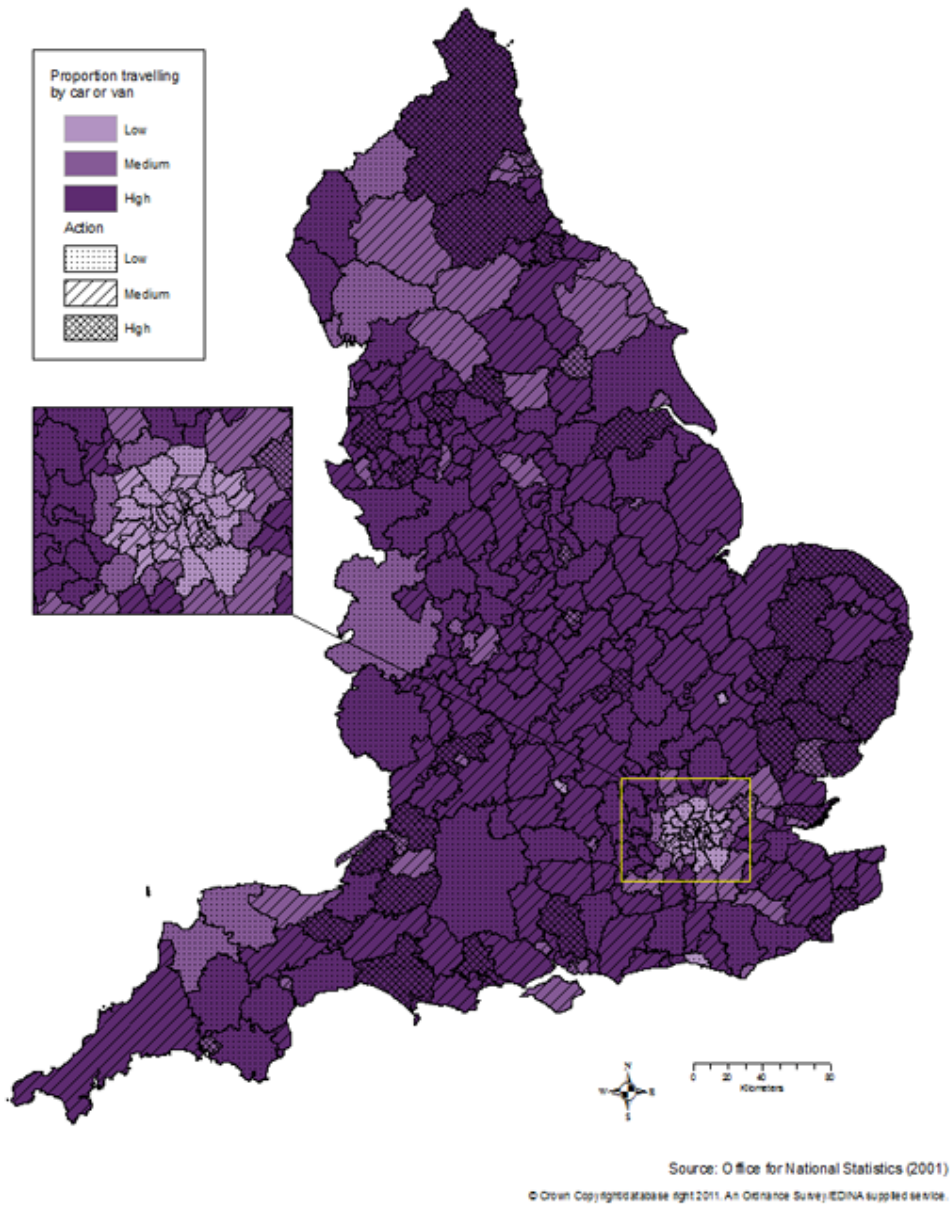 Proportion travelling
by car or van
Low
Medium
High
Action
Low
Medium
High
N
W
E
S
0 20 40 80
Kilometers
Source: Office for National Statistics (2001)
© Crown Copyright/database right 2011. An Ordnance Survey/EDINA supplied service.